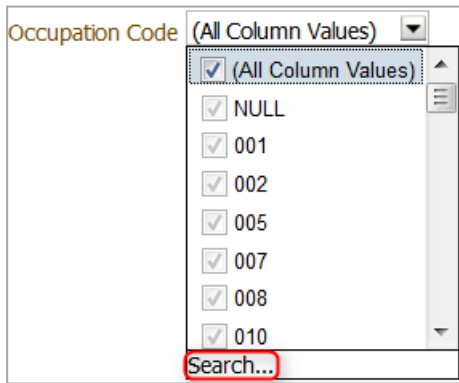 Occupation Code (All Column Values)
(All Column Values)
NULL
001
002
005
007
008
010
Search...